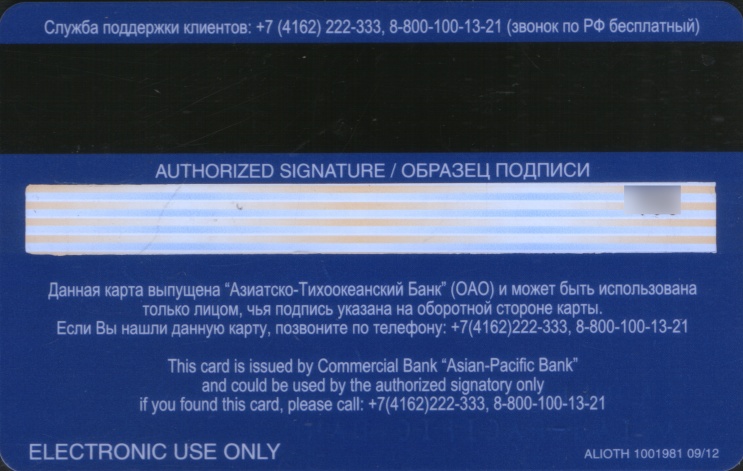 Служба поддержки клиентов: +7 (4162) 222-333, 8-800-100-13-21 (звонок по РФ бесплатный)
AUTHORIZED SIGNATURE / ОБРАЗЕЦ ПОДПИСИ
Данная карта выпущена “Азиатско-Тихоокеанский Банк” (ОАО) и может быть использована
только лицом, чья подпись указана на оборотной стороне карты.
Если Вы нашли данную карту, позвоните по телефону: +7(4162)222-333, 8-800-100-13-21
This card is issued by Commercial Bank “Asian-Pacific Bank”
and could be used by the authorized signatory only
if you found this card, please call: +7(4162)222-333, 8-800-100-13-21
ELECTRONIC USE ONLY
ALIOTH 1001981 09/12